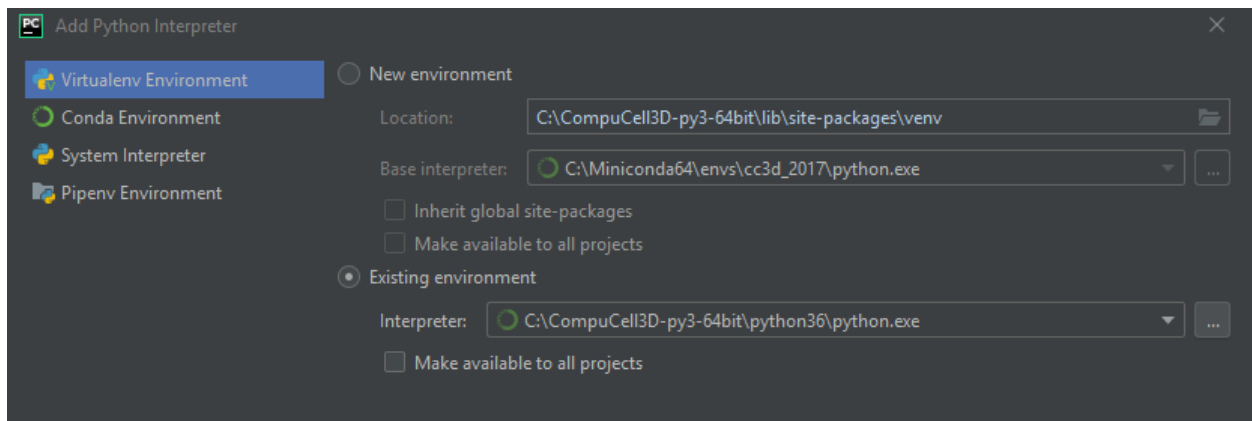 PC Add Python Interpreter
Virtualenv Environment
Conda Environment
System Interpreter
Pipenv Environment
New environment
Location: C:\CompuCell3D-py3-64bit\lib\site-packages\venv
Base interpreter: C:\Miniconda64\envs\cc3d_2017\python.exe ...
Inherit global site-packages
Make available to all projects
Existing environment
Interpreter: C:\CompuCell3D-py3-64bit\python36\python.exe ...
Make available to all projects